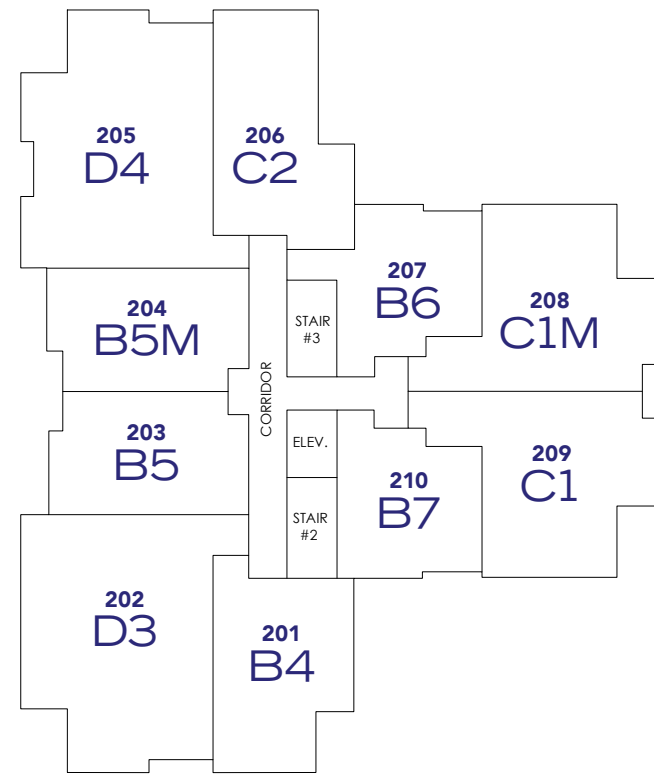 205
D4
206
C2
207
B6
208
C1M
204
B5M
STAIR
#3
CORRIDOR
203
B5
ELEV.
209
C1
210
B7
STAIR
#2
202
D3
201
B4